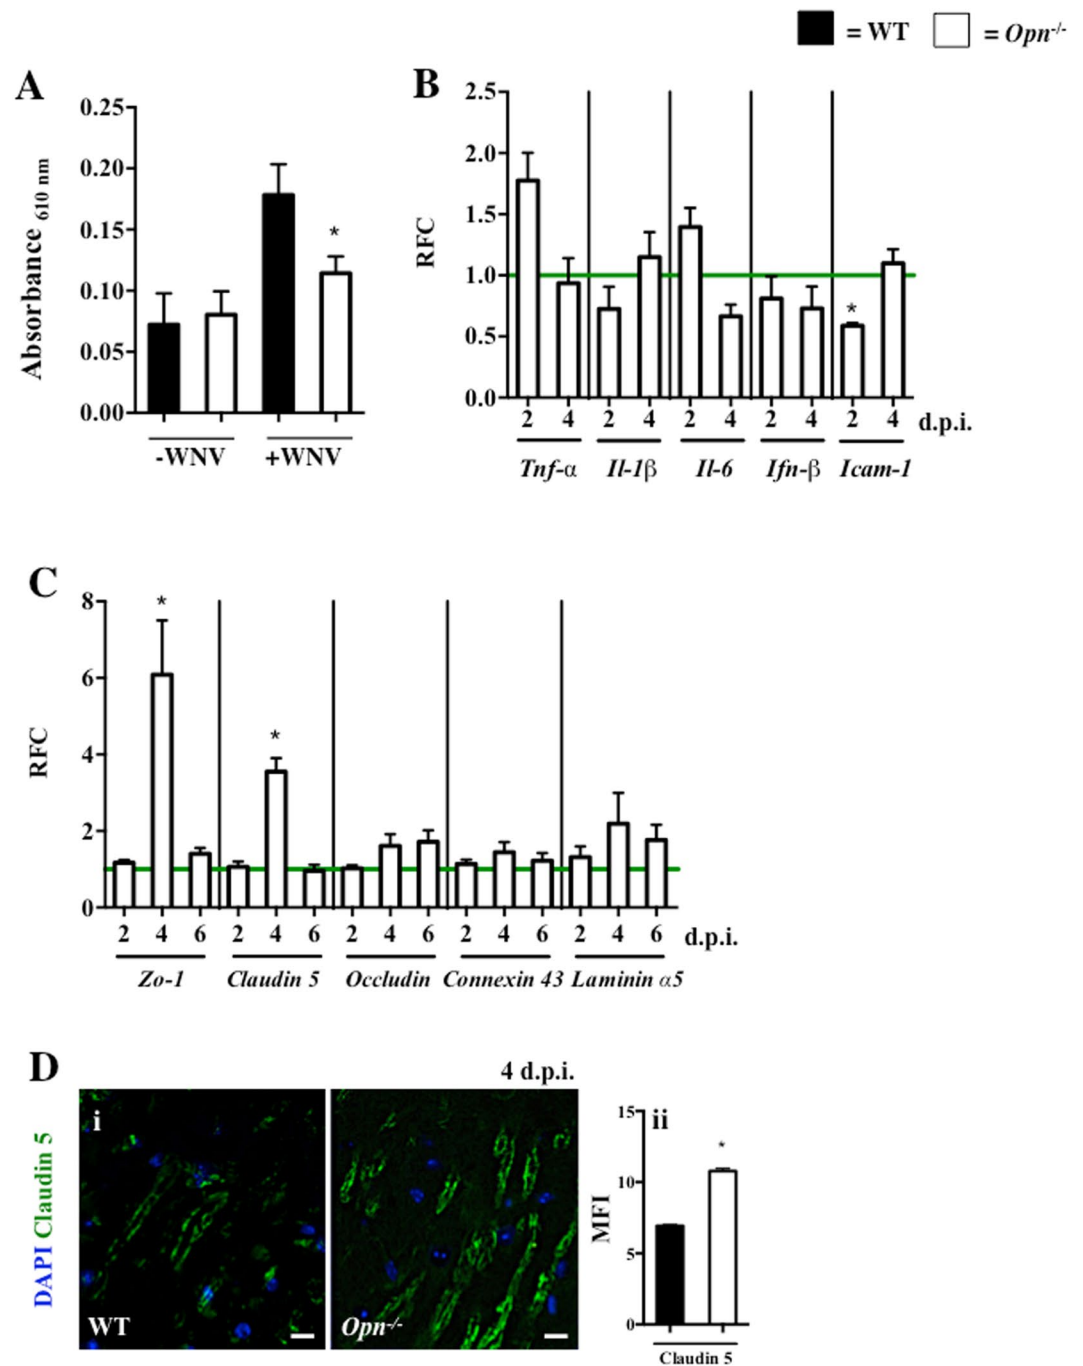 = WT = Opn-/-
A
0.25
0.20
0.15
0.10
0.05
0.00
Absorbance 610 nm
*
-WNV +WNV
B
2.5
2.0
1.5
1.0
0.5
0.0
RFC
*
2 4 2 4 2 4 2 4 2 4 d.p.i.
Tnf-α Il-1β Il-6 Ifn-β Icam-1
C
8
6
4
2
0
RFC
* *
2 4 6 2 4 6 2 4 6 2 4 6 2 4 6 d.p.i.
Zo-1 Claudin 5 Occludin Connexin 43 Laminin α5
D
4 d.p.i.
DAPI Claudin 5
i
WT
Opn-/-
ii
15
10
5
0
MFI
*
Claudin 5